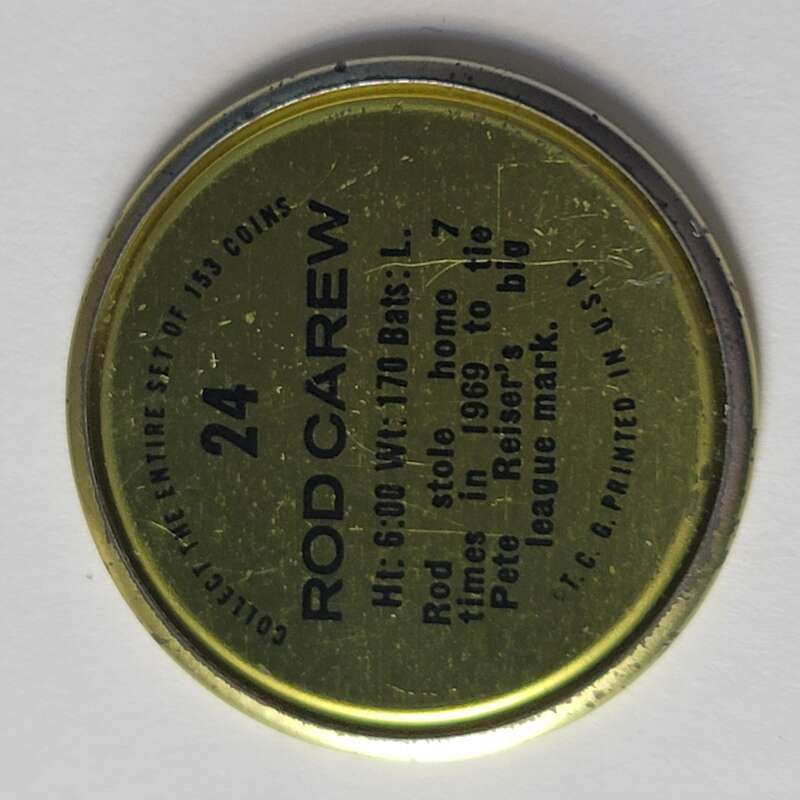 COLLECT THE ENTIRE SET OF 153 COINS
24
ROD CAREW
Ht: 6:00 Wt: 170 Bats: L.
Rod stole home 7
times in 1969 to tie
Pete Reiser's big
league mark.
©T. C. G. PRINTED IN U.S.A.